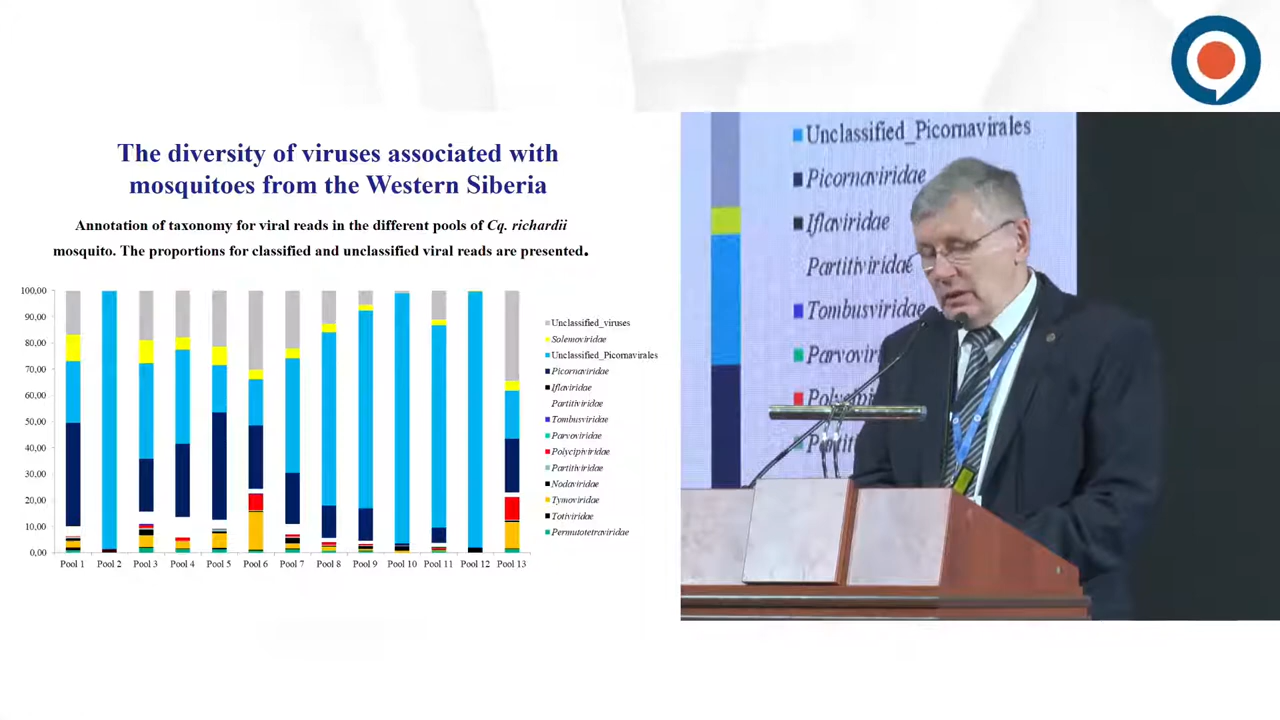 The diversity of viruses associated with
mosquitoes from the Western Siberia
Annotation of taxonomy for viral reads in the different pools of Cq. richardii
mosquito. The proportions for classified and unclassified viral reads are presented.
100,00
90,00
80,00
70,00
60,00
50,00
40,00
30,00
20,00
10,00
0,00
Pool 1 Pool 2 Pool 3 Pool 4 Pool 5 Pool 6 Pool 7 Pool 8 Pool 9 Pool 10 Pool 11 Pool 12 Pool 13
Unclassified_viruses
Solemoviridae
Unclassified_Picornavirales
Picornaviridae
Iflaviridae
Partitiviridae
Tombusviridae
Parvoviridae
Polycipiviridae
Partitiviridae
Nodaviridae
Tymoviridae
Totiviridae
Permutotetraviridae
Unclassified_Picornavirales
Picornaviridae
Iflaviridae
Partitiviridae
Tombusviridae